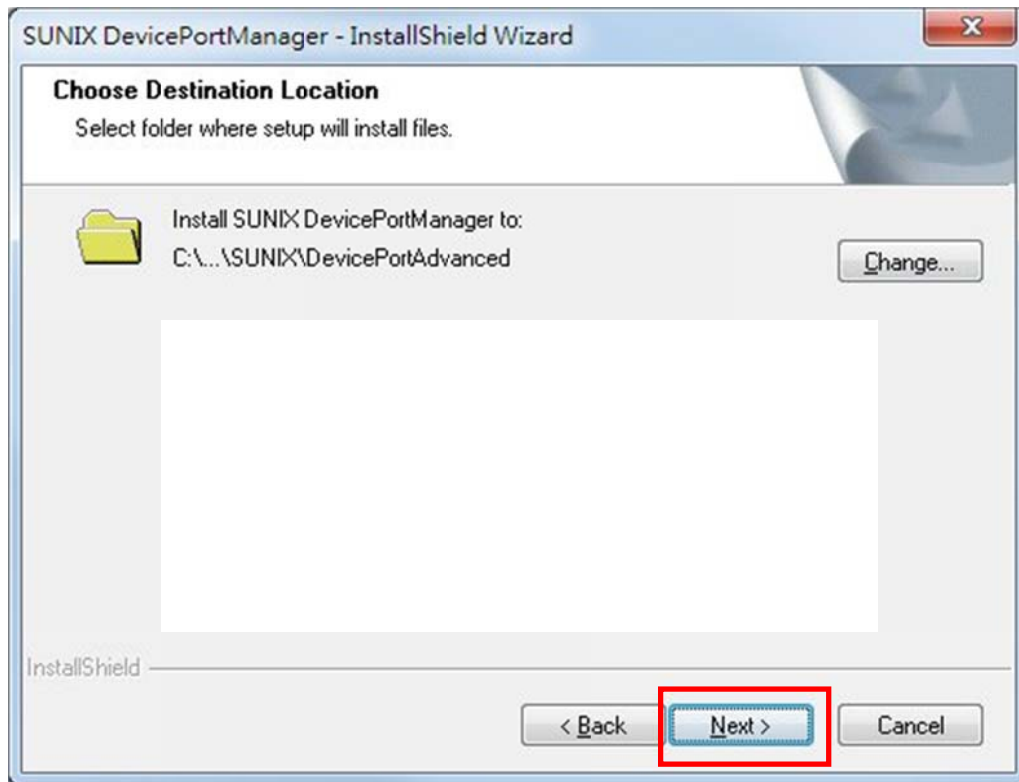 SUNIX DevicePortManager - InstallShield Wizard
Choose Destination Location
Select folder where setup will install files.
Install SUNIX DevicePortManager to:
C:\...\SUNIX\DevicePortAdvanced
Change...
InstallShield
< Back
Next >
Cancel